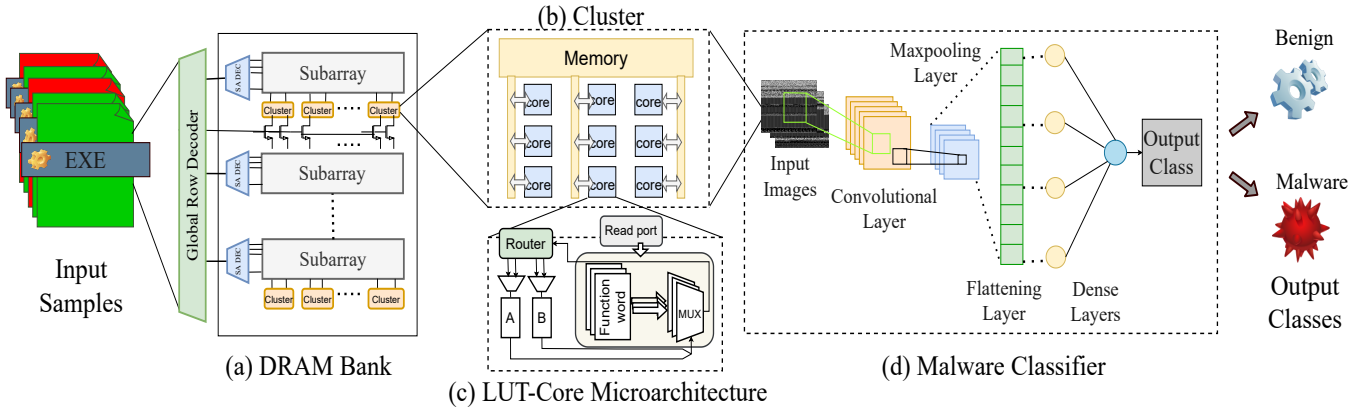 (b) Cluster
EXE
Input
Samples
Global Row Decoder
SA DEC
Subarray
Cluster
Cluster
Cluster
SA DEC
Subarray
SA DEC
Subarray
Cluster
Cluster
Cluster
(a) DRAM Bank
Memory
core
core
core
core
core
core
core
core
core
Router
Read port
A
B
Function
word
MUX
(c) LUT-Core Microarchitecture
Input
Images
Convolutional
Layer
Maxpooling
Layer
Flattening
Layer
Dense
Layers
Output
Class
(d) Malware Classifier
Benign
Malware
Output
Classes